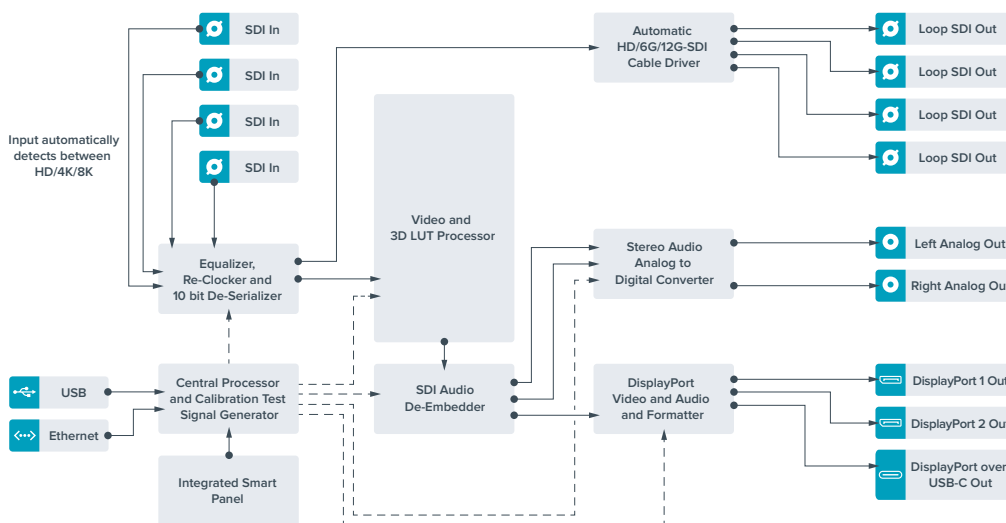 SDI In
SDI In
SDI In
SDI In
Input automatically
detects between
HD/4K/8K
Equalizer,
Re-Clocker and
10 bit De-Serializer
USB
Ethernet
Central Processor
and Calibration Test
Signal Generator
Integrated Smart
Panel
Video and
3D LUT Processor
SDI Audio
De-Embedder
Automatic
HD/6G/12G-SDI
Cable Driver
Stereo Audio
Analog to
Digital Converter
DisplayPort
Video and Audio
and Formatter
Loop SDI Out
Loop SDI Out
Loop SDI Out
Loop SDI Out
Left Analog Out
Right Analog Out
DisplayPort 1 Out
DisplayPort 2 Out
DisplayPort over
USB-C Out